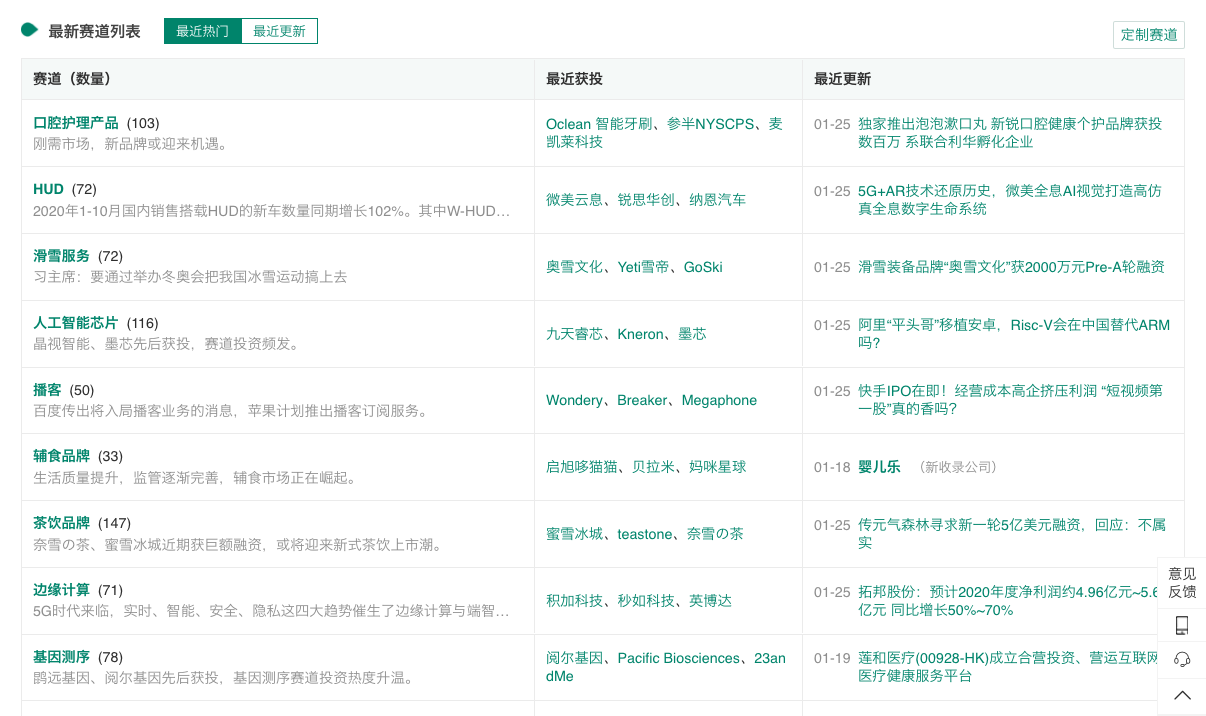 最新赛道列表
最近热门
最近更新
定制赛道
赛道（数量）
最近获投
最近更新
口腔护理产品 (103)
刚需市场，新品牌或迎来机遇。
Oclean 智能牙刷、参半NYSCPS、麦
凯莱科技
01-25 独家推出泡泡漱口丸 新锐口腔健康个护品牌获投
数百万 系联合利华孵化企业
HUD (72)
2020年1-10月国内销售搭载HUD的新车数量同期增长102%。其中W-HUD…
微美云息、锐思华创、纳恩汽车
01-25 5G+AR技术还原历史，微美全息AI视觉打造高仿
真全息数字生命系统
滑雪服务 (72)
习主席：要通过举办冬奥会把我国冰雪运动搞上去
奥雪文化、Yeti雪帝、GoSki
01-25 滑雪装备品牌“奥雪文化”获2000万元Pre-A轮融资
人工智能芯片 (116)
晶视智能、墨芯先后获投，赛道投资频发。
九天睿芯、Kneron、墨芯
01-25 阿里“平头哥”移植安卓，Risc-V会在中国替代ARM
吗？
播客 (50)
百度传出将入局播客业务的消息，苹果计划推出播客订阅服务。
Wondery、Breaker、Megaphone
01-25 快手IPO在即！经营成本高企挤压利润 “短视频第
一股”真的香吗？
辅食品牌 (33)
生活质量提升，监管逐渐完善，辅食市场正在崛起。
启旭哆猫猫、贝拉米、妈咪星球
01-18 婴儿乐 （新收录公司）
茶饮品牌 (147)
奈雪の茶、蜜雪冰城近期获巨额融资，或将迎来新式茶饮上市潮。
蜜雪冰城、teastone、奈雪の茶
01-25 传元气森林寻求新一轮5亿美元融资，回应：不属
实
边缘计算 (71)
5G时代来临，实时、智能、安全、隐私这四大趋势催生了边缘计算与端智…
积加科技、秒如科技、英博达
01-25 拓邦股份：预计2020年度净利润约4.96亿元~5.6
亿元 同比增长50%~70%
基因测序 (78)
鹍远基因、阅尔基因先后获投，基因测序赛道投资热度升温。
阅尔基因、Pacific Biosciences、23an
dMe
01-19 莲和医疗(00928-HK)成立合营投资、营运互联网
医疗健康服务平台
意见
反馈